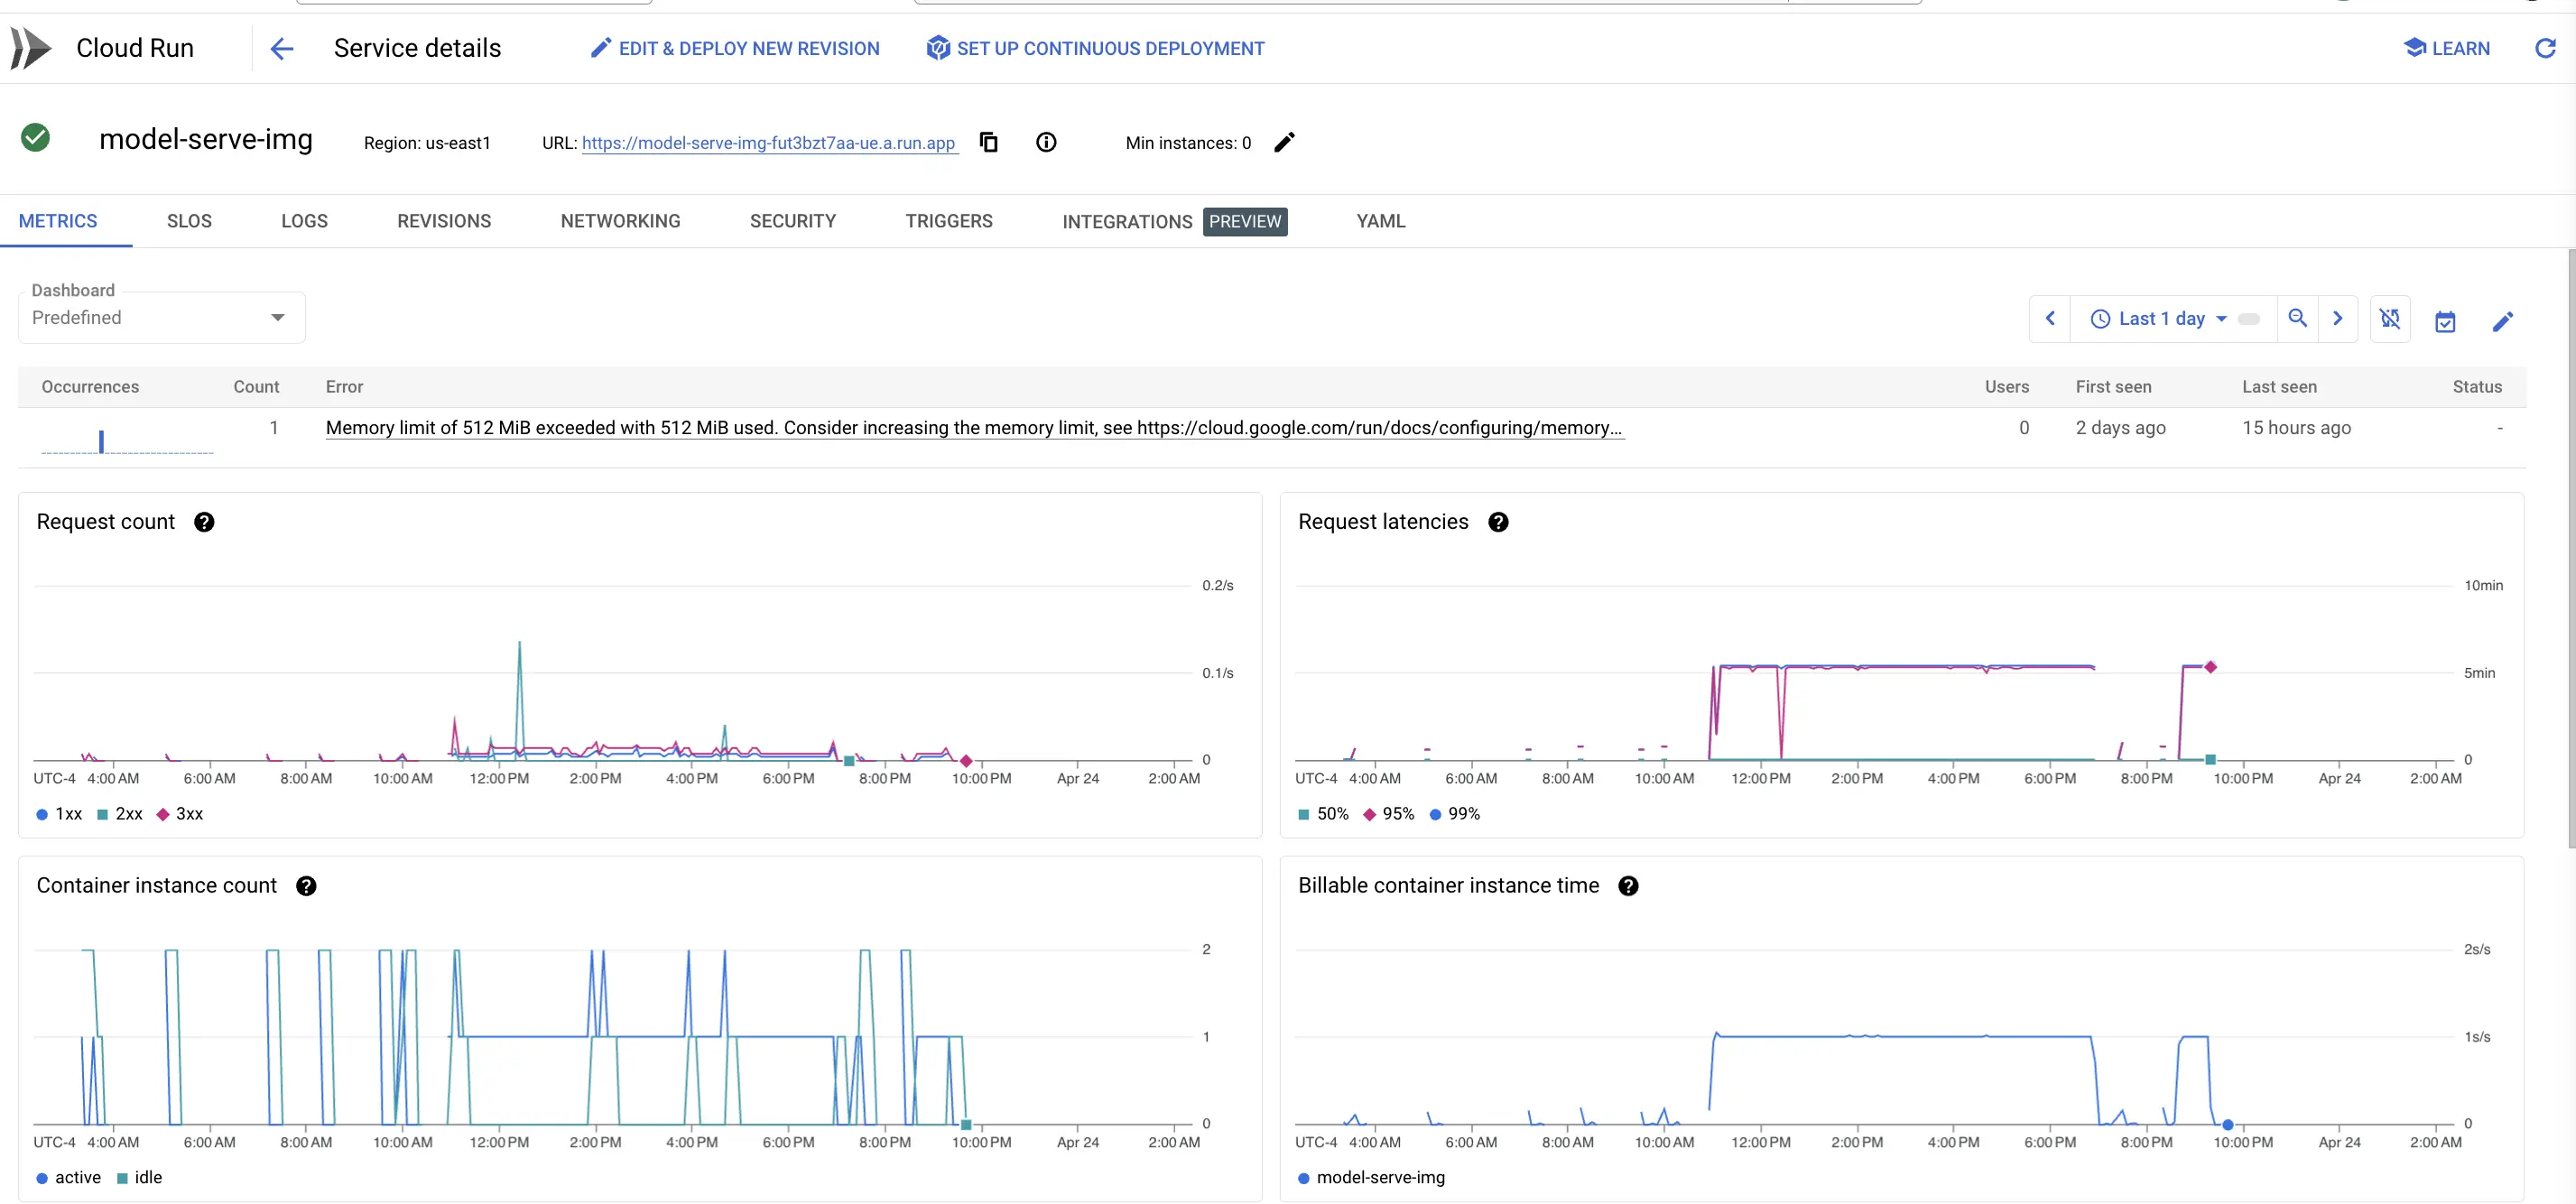 Cloud Run
Service details
EDIT & DEPLOY NEW REVISION
SET UP CONTINUOUS DEPLOYMENT
LEARN
model-serve-img
Region: us-east1
URL: https://model-serve-img-fut3bzt7aa-ue.a.run.app
Min instances: 0
METRICS
SLOS
LOGS
REVISIONS
NETWORKING
SECURITY
TRIGGERS
INTEGRATIONS PREVIEW
YAML
Dashboard
Predefined
Last 1 day
Occurrences Count Error Users First seen Last seen Status
1 Memory limit of 512 MiB exceeded with 512 MiB used. Consider increasing the memory limit, see https://cloud.google.com/run/docs/configuring/memory… 0 2 days ago 15 hours ago -
Request count
0.2/s
0.1/s
0
UTC-4 4:00 AM 6:00 AM 8:00 AM 10:00 AM 12:00 PM 2:00 PM 4:00 PM 6:00 PM 8:00 PM 10:00 PM Apr 24 2:00 AM
1xx 2xx 3xx
Request latencies
10min
5min
0
UTC-4 4:00 AM 6:00 AM 8:00 AM 10:00 AM 12:00 PM 2:00 PM 4:00 PM 6:00 PM 8:00 PM 10:00 PM Apr 24 2:00 AM
50% 95% 99%
Container instance count
2
1
0
UTC-4 4:00 AM 6:00 AM 8:00 AM 10:00 AM 12:00 PM 2:00 PM 4:00 PM 6:00 PM 8:00 PM 10:00 PM Apr 24 2:00 AM
active idle
Billable container instance time
2s/s
1s/s
0
UTC-4 4:00 AM 6:00 AM 8:00 AM 10:00 AM 12:00 PM 2:00 PM 4:00 PM 6:00 PM 8:00 PM 10:00 PM Apr 24 2:00 AM
model-serve-img